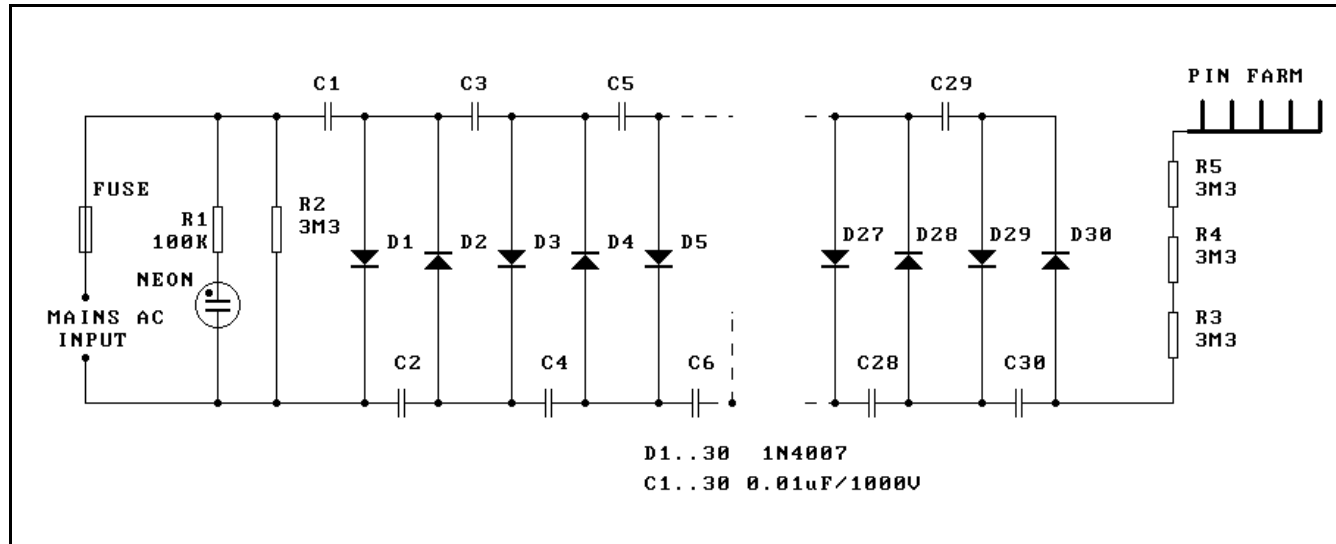 C1
C3
C5
C29
PIN FARM
FUSE
R1
100K
R2
3M3
NEON
MAINS AC
INPUT
D1
D2
D3
D4
D5
D27
D28
D29
D30
R5
3M3
R4
3M3
R3
3M3
C2
C4
C6
C28
C30
D1..30 1N4007
C1..30 0.01uF/1000V